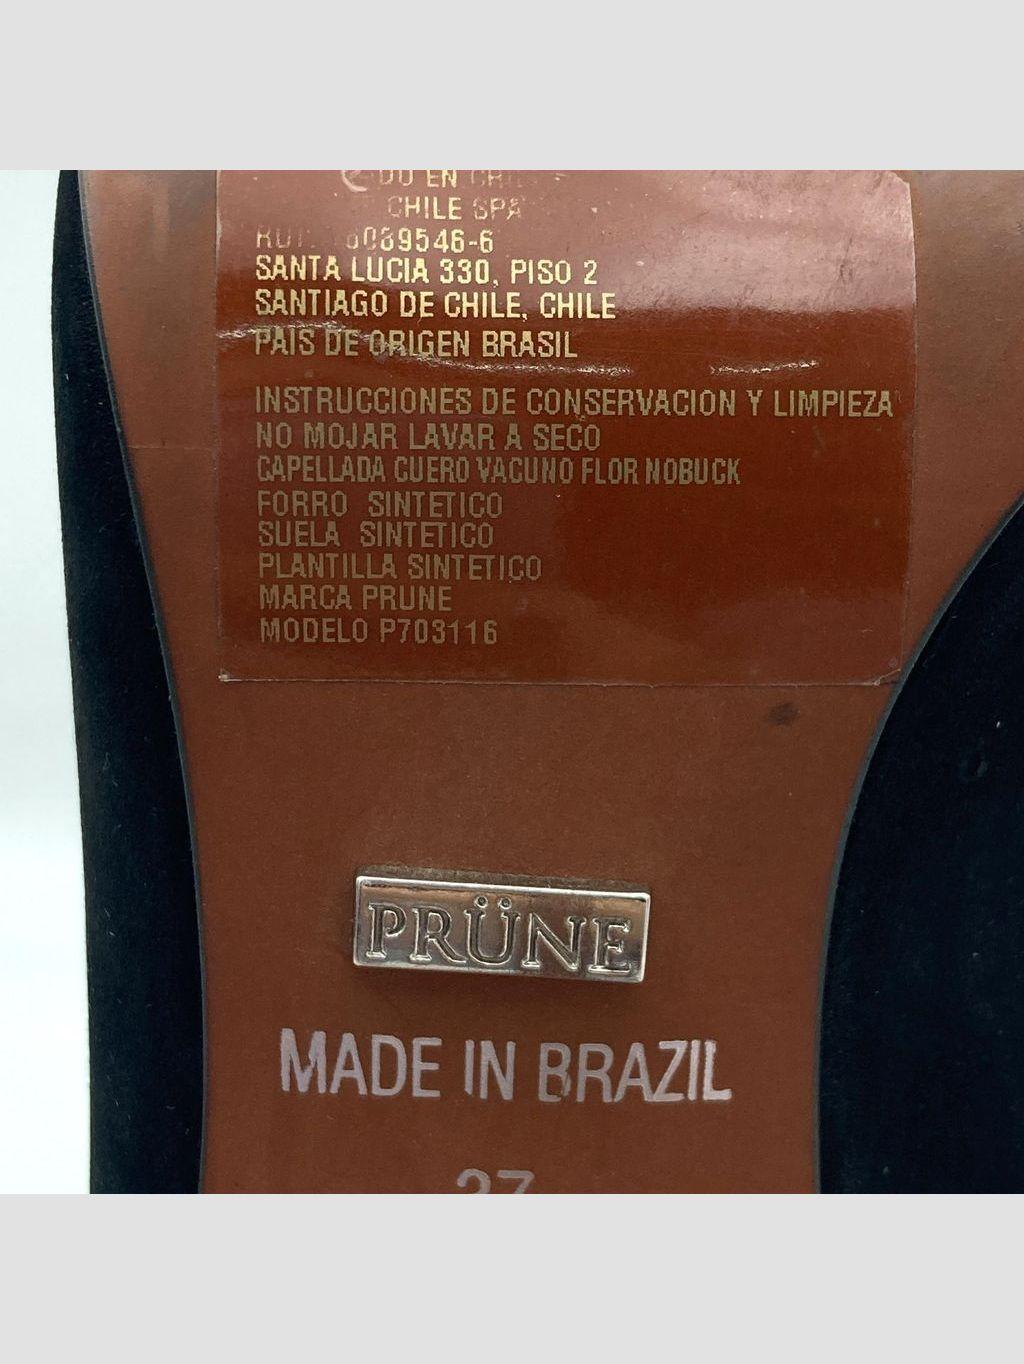 CHILE SPA
SANTA LUCIA 330, PISO 2
SANTIAGO DE CHILE, CHILE
PAIS DE ORIGEN BRASIL
INSTRUCCIONES DE CONSERVACION Y LIMPIEZA
NO MOJAR LAVAR A SECO
CAPELLADA CUERO VACUNO FLOR NOBUCK
FORRO SINTETICO
SUELA SINTETICO
PLANTILLA SINTETICO
MARCA PRUNE
MODELO P703116
PRÜNE
MADE IN BRAZIL
37